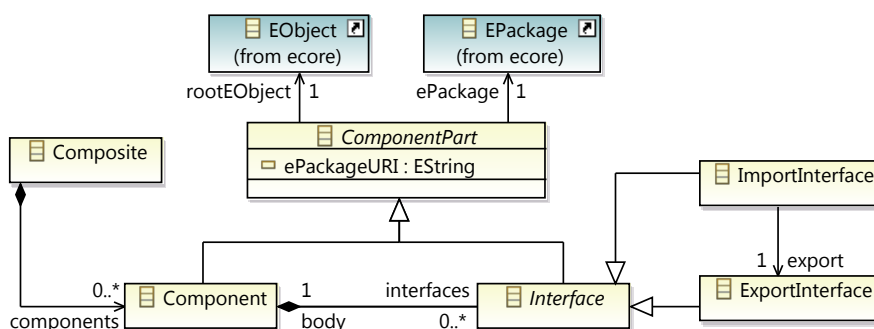 EObject
(from ecore)
EPackage
(from ecore)
rootEObject 1
ePackage 1
ComponentPart
Composite
ePackageURI : EString
ImportInterface
1 export
0..*
components
Component
1
body
interfaces
0..*
Interface
ExportInterface